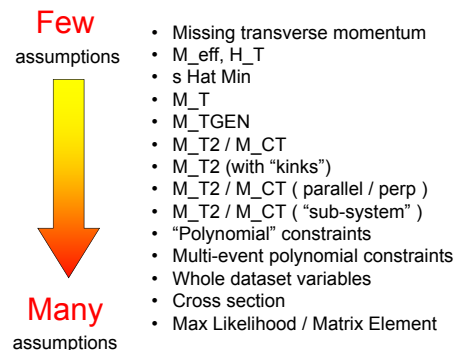 Few
assumptions
Many
assumptions
• Missing transverse momentum
• M_eff, H_T
• s Hat Min
• M_T
• M_TGEN
• M_T2 / M_CT
• M_T2 (with “kinks”)
• M_T2 / M_CT ( parallel / perp )
• M_T2 / M_CT ( “sub-system” )
• “Polynomial” constraints
• Multi-event polynomial constraints
• Whole dataset variables
• Cross section
• Max Likelihood / Matrix Element